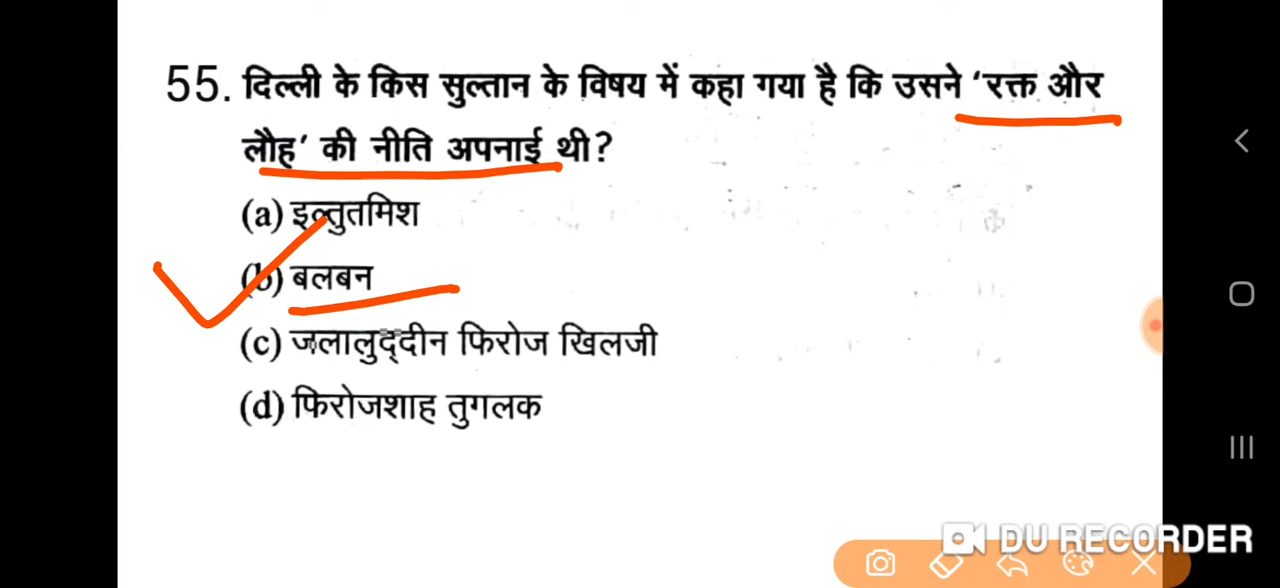 55. दिल्ली के किस सुल्तान के विषय में कहा गया है कि उसने ‘रक्त और
लौह’ की नीति अपनाई थी?
(a) इल्तुतमिश
(b) बलबन
(c) जलालुद्दीन फिरोज खिलजी
(d) फिरोजशाह तुगलक
DU RECORDER